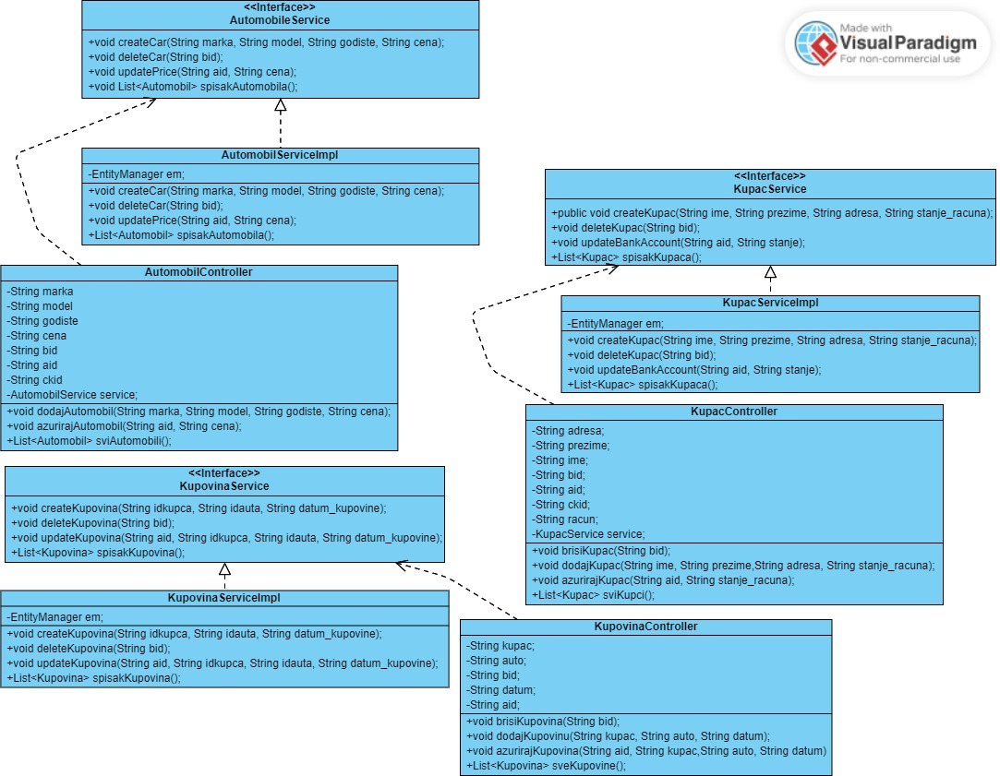 <<Interface>>
AutomobileService
+void createCar(String marka, String model, String godiste, String cena);
+void deleteCar(String bid);
+void updatePrice(String aid, String cena);
+void List<Automobil> spisakAutomobila();
Made with
VisualParadigm
For non-commercial use
AutomobilServiceImpl
-EntityManager em;
+void createCar(String marka, String model, String godiste, String cena);
+void deleteCar(String bid);
+void updatePrice(String aid, String cena);
+List<Automobil> spisakAutomobila();
<<Interface>>
KupacService
+public void createKupac(String ime, String prezime, String adresa, String stanje_racuna);
+void deleteKupac(String bid);
+void updateBankAccount(String aid, String stanje);
+List<Kupac> spisakKupaca();
AutomobilController
-String marka
-String model
-String godiste
-String cena
-String bid
-String aid
-String ckid
-AutomobilService service;
+void dodajAutomobil(String marka, String model, String godiste, String cena);
+void azurirajAutomobil(String aid, String cena);
+List<Automobil> sviAutomobili();
KupacServiceImpl
-EntityManager em;
+void createKupac(String ime, String prezime, String adresa, String stanje_racuna);
+void deleteKupac(String bid);
+void updateBankAccount(String aid, String stanje);
+List<Kupac> spisakKupaca();
KupacController
-String adresa;
-String prezime;
-String ime;
-String bid;
-String aid;
-String ckid;
-String racun;
-KupacService service;
+void brisiKupac(String bid);
+void dodajKupac(String ime, String prezime,String adresa, String stanje_racuna);
+void azurirajKupac(String aid, String stanje_racuna);
+List<Kupac> sviKupci();
<<Interface>>
KupovinaService
+void createKupovina(String idkupca, String idauta, String datum_kupovine);
+void deleteKupovina(String bid);
+void updateKupovina(String aid, String idkupca, String idauta, String datum_kupovine);
+List<Kupovina> spisakKupovina();
KupovinaServiceImpl
-EntityManager em;
+void createKupovina(String idkupca, String idauta, String datum_kupovine);
+void deleteKupovina(String bid);
+void updateKupovina(String aid, String idkupca, String idauta, String datum_kupovine);
+List<Kupovina> spisakKupovina();
KupovinaController
-String kupac;
-String auto;
-String bid;
-String datum;
-String aid;
+void brisiKupovina(String bid);
+void dodajKupovinu(String kupac, String auto, String datum);
+void azurirajKupovina(String aid, String kupac,String auto, String datum)
+List<Kupovina> sveKupovine();